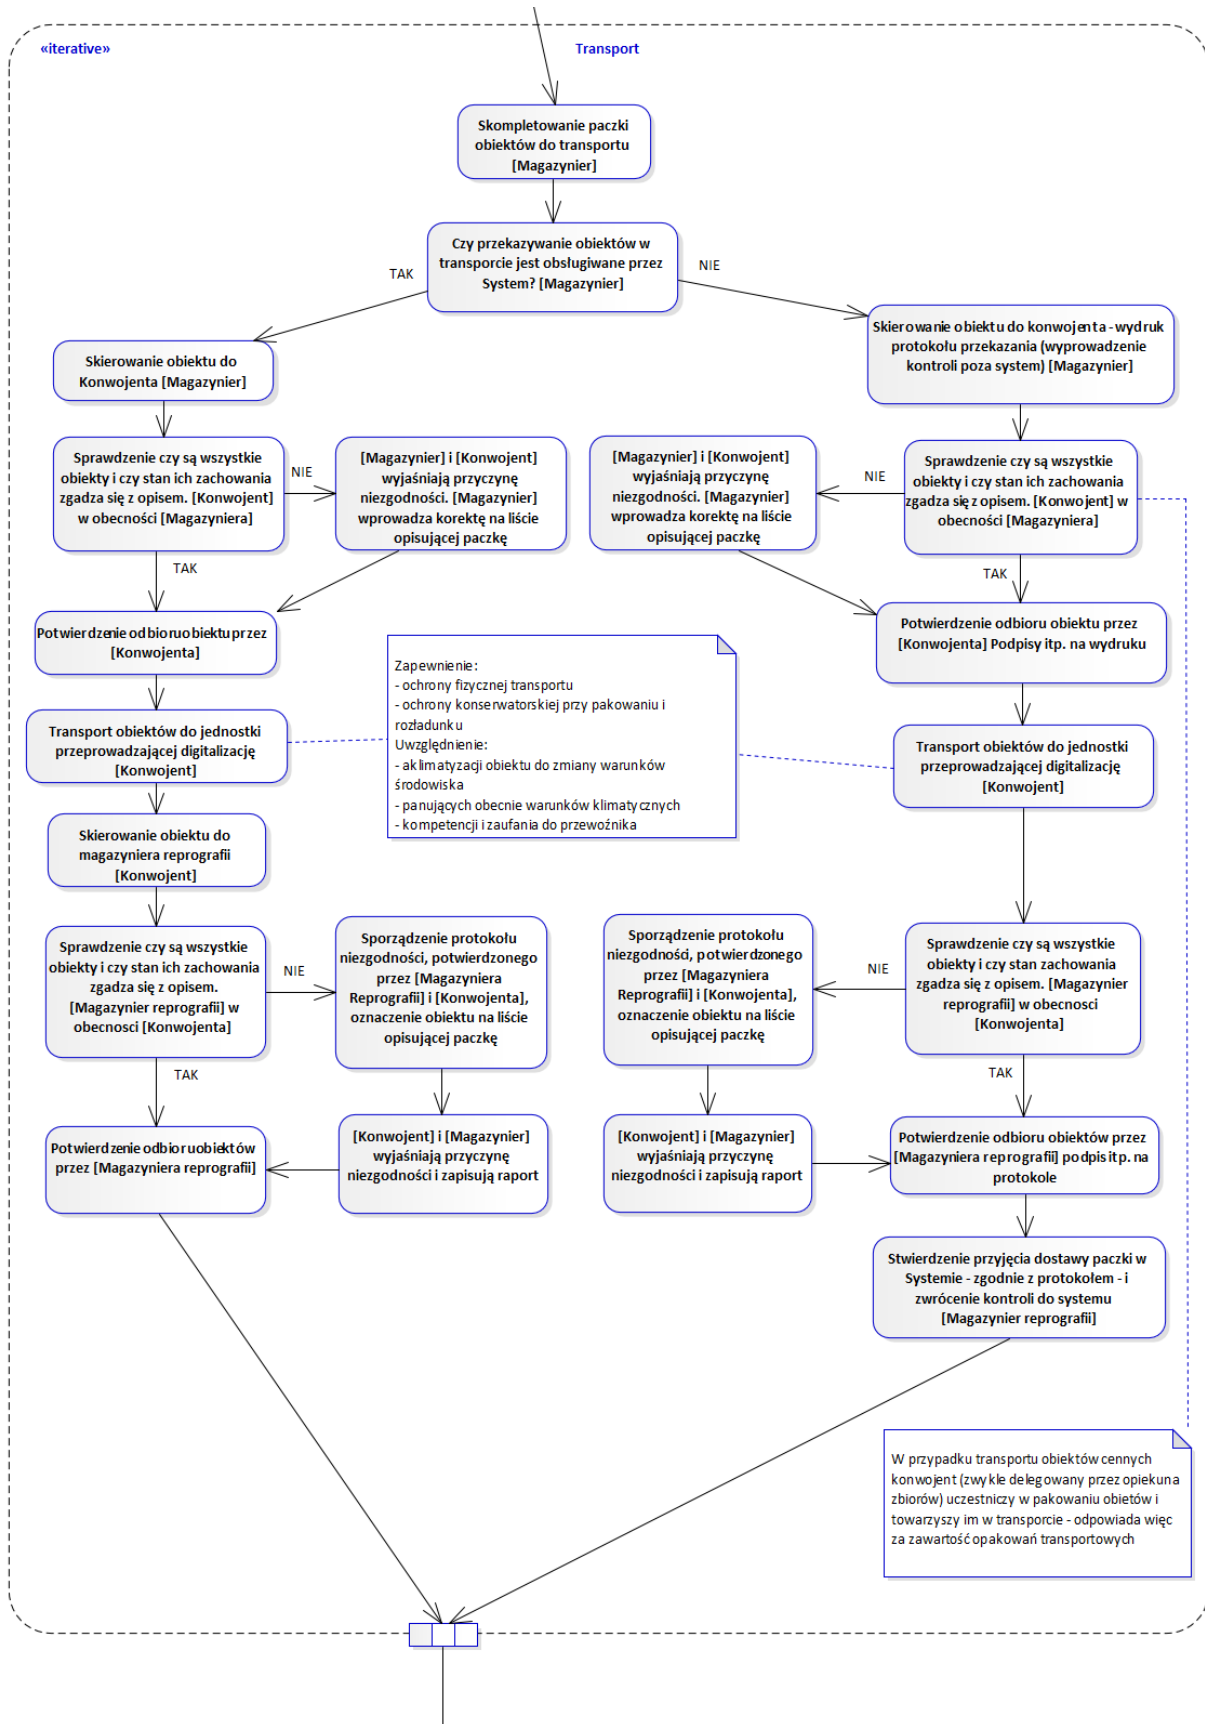 «iterative»
Transport
Skompletowanie paczki
obiektów do transportu
[Magazynier]
Czy przekazywanie obiektów w
transporcie jest obsługiwane przez
System? [Magazynier]
TAK
NIE
Skierowanie obiektu do
Konwojenta [Magazynier]
Skierowanie obiektu do konwojenta - wydruk
protokołu przekazania (wyprowadzenie
kontroli poza system) [Magazynier]
Sprawdzenie czy są wszystkie
obiekty i czy stan ich zachowania
zgadza się z opisem. [Konwojent]
w obecności [Magazyniera]
NIE
[Magazynier] i [Konwojent]
wyjaśniają przyczynę
niezgodności. [Magazynier]
wprowadza korektę na liście
opisującej paczkę
[Magazynier] i [Konwojent]
wyjaśniają przyczynę
niezgodności. [Magazynier]
wprowadza korektę na liście
opisującej paczkę
NIE
Sprawdzenie czy są wszystkie
obiekty i czy stan ich zachowania
zgadza się z opisem. [Konwojent] w
obecności [Magazyniera]
TAK
TAK
Potwierdzenie odbioru obiektu przez
[Konwojenta]
Potwierdzenie odbioru obiektu przez
[Konwojenta] Podpisy itp. na wydruku
Zapewnienie:
- ochrony fizycznej transportu
- ochrony konserwatorskiej przy pakowaniu i
rozładunku
Uwzględnienie:
- aklimatyzacji obiektu do zmiany warunków
środowiska
- panujących obecnie warunków klimatycznych
- kompetencji i zaufania do przewoźnika
Transport obiektów do jednostki
przeprowadzającej digitalizację
[Konwojent]
Transport obiektów do jednostki
przeprowadzającej digitalizację
[Konwojent]
Skierowanie obiektu do
magazyniera reprografii
[Konwojent]
Sprawdzenie czy są wszystkie
obiekty i czy stan ich zachowania
zgadza się z opisem.
[Magazynier reprografii] w
obecnosci [Konwojenta]
NIE
Sporządzenie protokołu
niezgodności, potwierdzonego
przez [Magazyniera
Reprografii] i [Konwojenta],
oznaczenie obiektu na liście
opisującej paczkę
Sporządzenie protokołu
niezgodności, potwierdzonego
przez [Magazyniera
Reprografii] i [Konwojenta],
oznaczenie obiektu na liście
opisującej paczkę
NIE
Sprawdzenie czy są wszystkie
obiekty i czy stan zachowania
zgadza się z opisem. [Magazynier
reprografii] w obecnosci
[Konwojenta]
TAK
TAK
Potwierdzenie odbioru obiektów
przez [Magazyniera reprografii]
[Konwojent] i [Magazynier]
wyjaśniają przyczynę
niezgodności i zapisują raport
[Konwojent] i [Magazynier]
wyjaśniają przyczynę
niezgodności i zapisują raport
Potwierdzenie odbioru obiektów przez
[Magazyniera reprografii] podpis itp. na
protokole
Stwierdzenie przyjęcia dostawy paczki w
Systemie - zgodnie z protokołem - i
zwrócenie kontroli do systemu
[Magazynier reprografii]
W przypadku transportu obiektów cennych
konwojent (zwykle delegowany przez opiekuna
zbiorów) uczestniczy w pakowaniu obietów i
towarzyszy im w transporcie - odpowiada więc
za zawartość opakowań transportowych